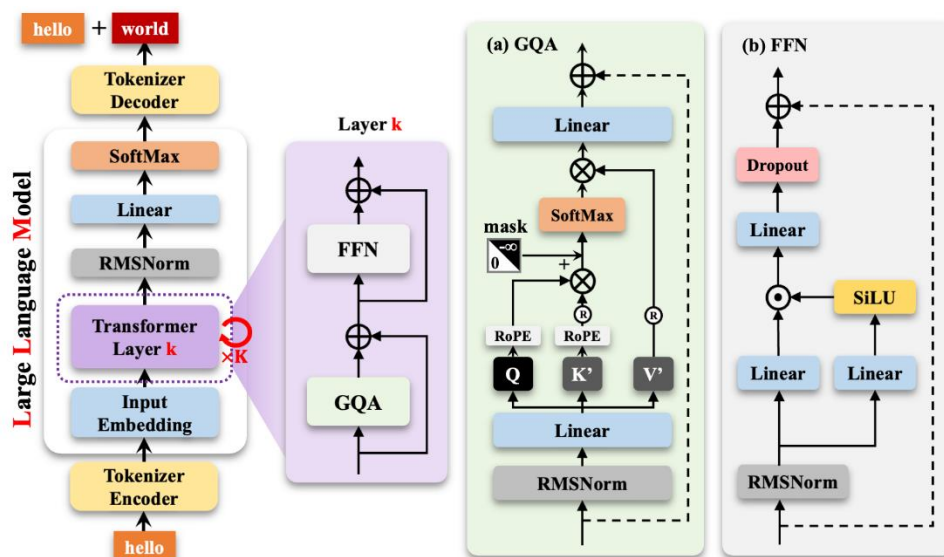 hello + world
Tokenizer
Decoder
SoftMax
Linear
RMSNorm
Transformer
Layer k
×K
Input
Embedding
Tokenizer
Encoder
hello
Large Language Model
Layer k
FFN
GQA
(a) GQA
Linear
SoftMax
mask
-∞
0
+
R
R
RoPE
RoPE
Q
K’
V’
Linear
RMSNorm
(b) FFN
Dropout
Linear
SiLU
Linear
Linear
RMSNorm